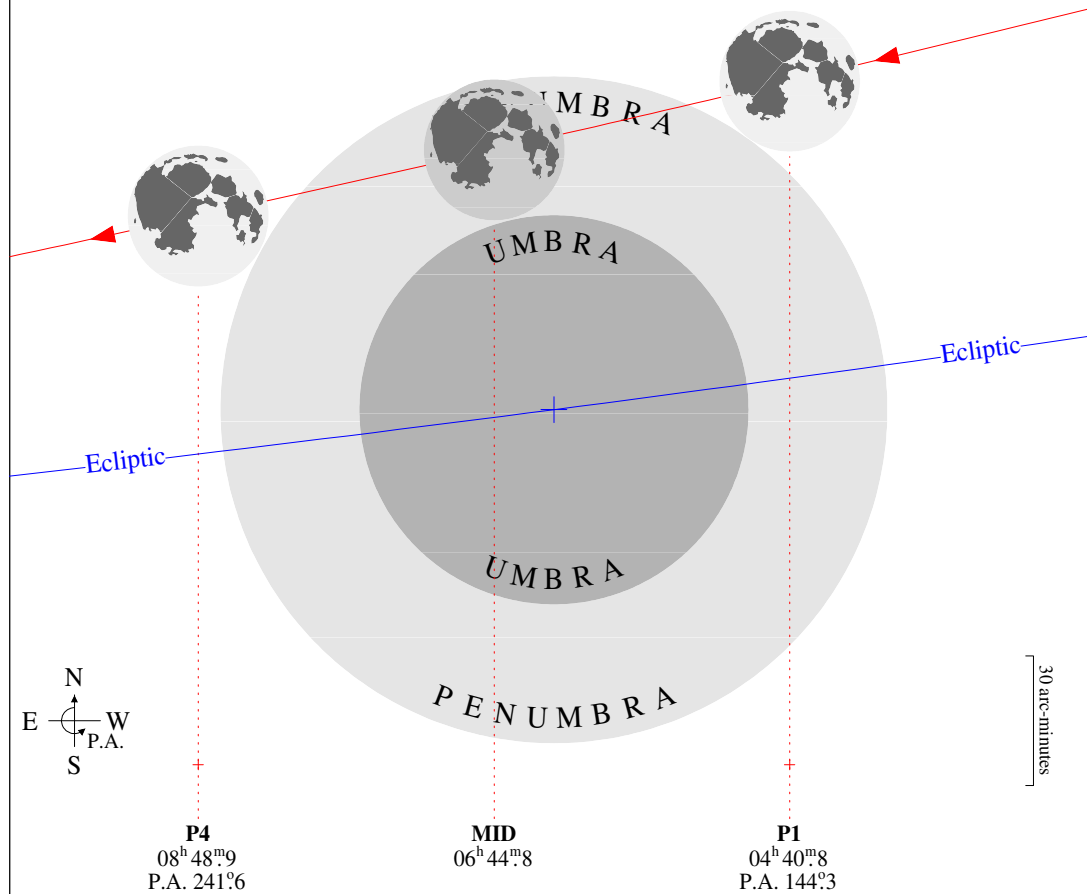 UMBRA
UMBRA
Ecliptic
Ecliptic
UMBRA
PENUMBRA
N
E W
P.A.
S
30 arc-minutes
P4
08ʰ 48ᵐ.9
P.A. 241°.6
MID
06ʰ 44ᵐ.8
P1
04ʰ 40ᵐ.8
P.A. 144°.3